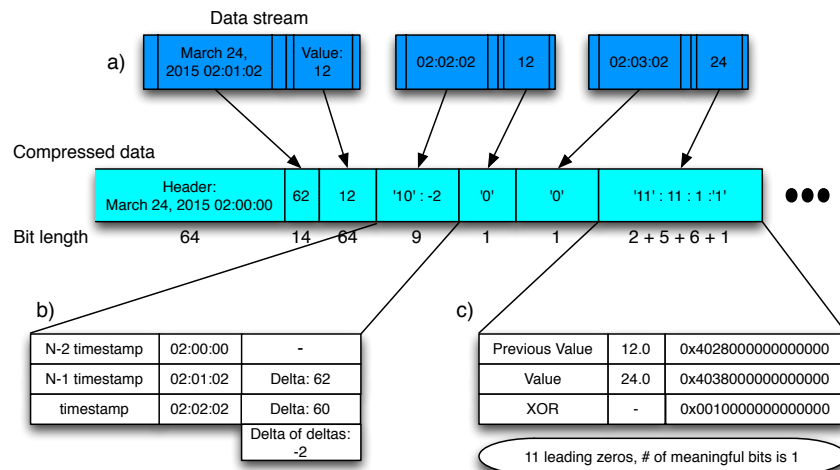 Data stream
a)
March 24,
2015 02:01:02
Value:
12
02:02:02
12
02:03:02
24
Compressed data
Header:
March 24, 2015 02:00:00
62
12
'10' : -2
'0'
'0'
'11' : 11 : 1 :'1'
Bit length
64
14
64
9
1
1
2 + 5 + 6 + 1
b)
N-2 timestamp 02:00:00 -
N-1 timestamp 02:01:02 Delta: 62
timestamp 02:02:02 Delta: 60
Delta of deltas:
-2
c)
Previous Value 12.0 0x4028000000000000
Value 24.0 0x4038000000000000
XOR - 0x0010000000000000
11 leading zeros, # of meaningful bits is 1